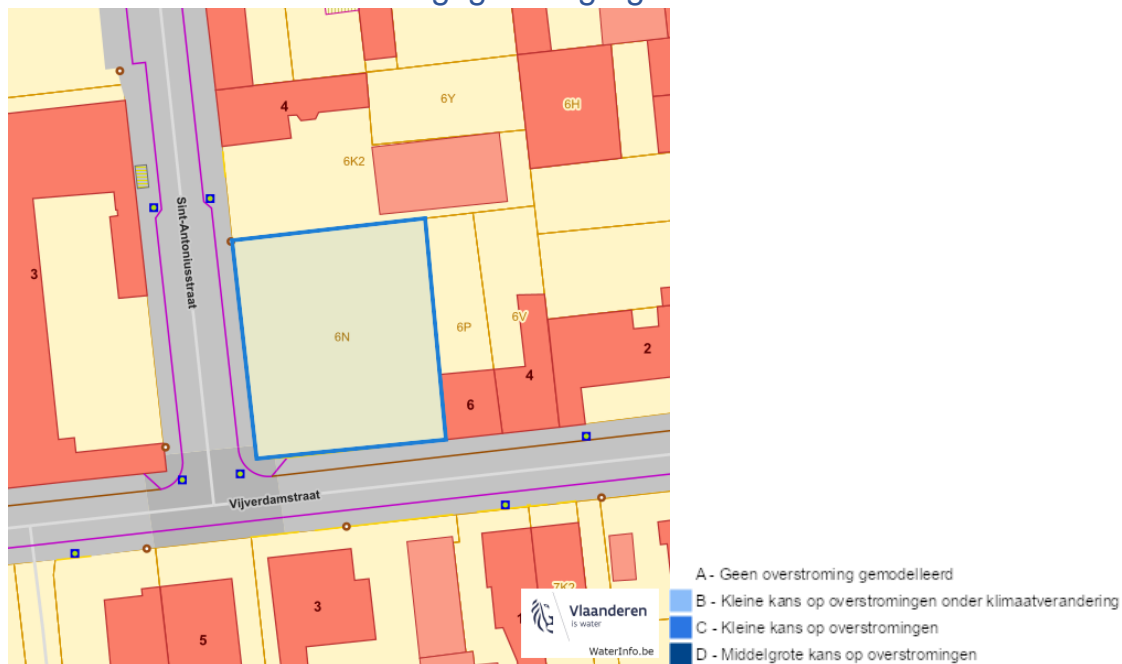 4
6Y
6H
6K2
Sint-Antoniusstraat
3
6N
6P
6V
2
4
6
Vijverdamstraat
3
5
7K2
1
Vlaanderen
is water
WaterInfo.be
A - Geen overstroming gemodelleerd
B - Kleine kans op overstromingen onder klimaatverandering
C - Kleine kans op overstromingen
D - Middelgrote kans op overstromingen